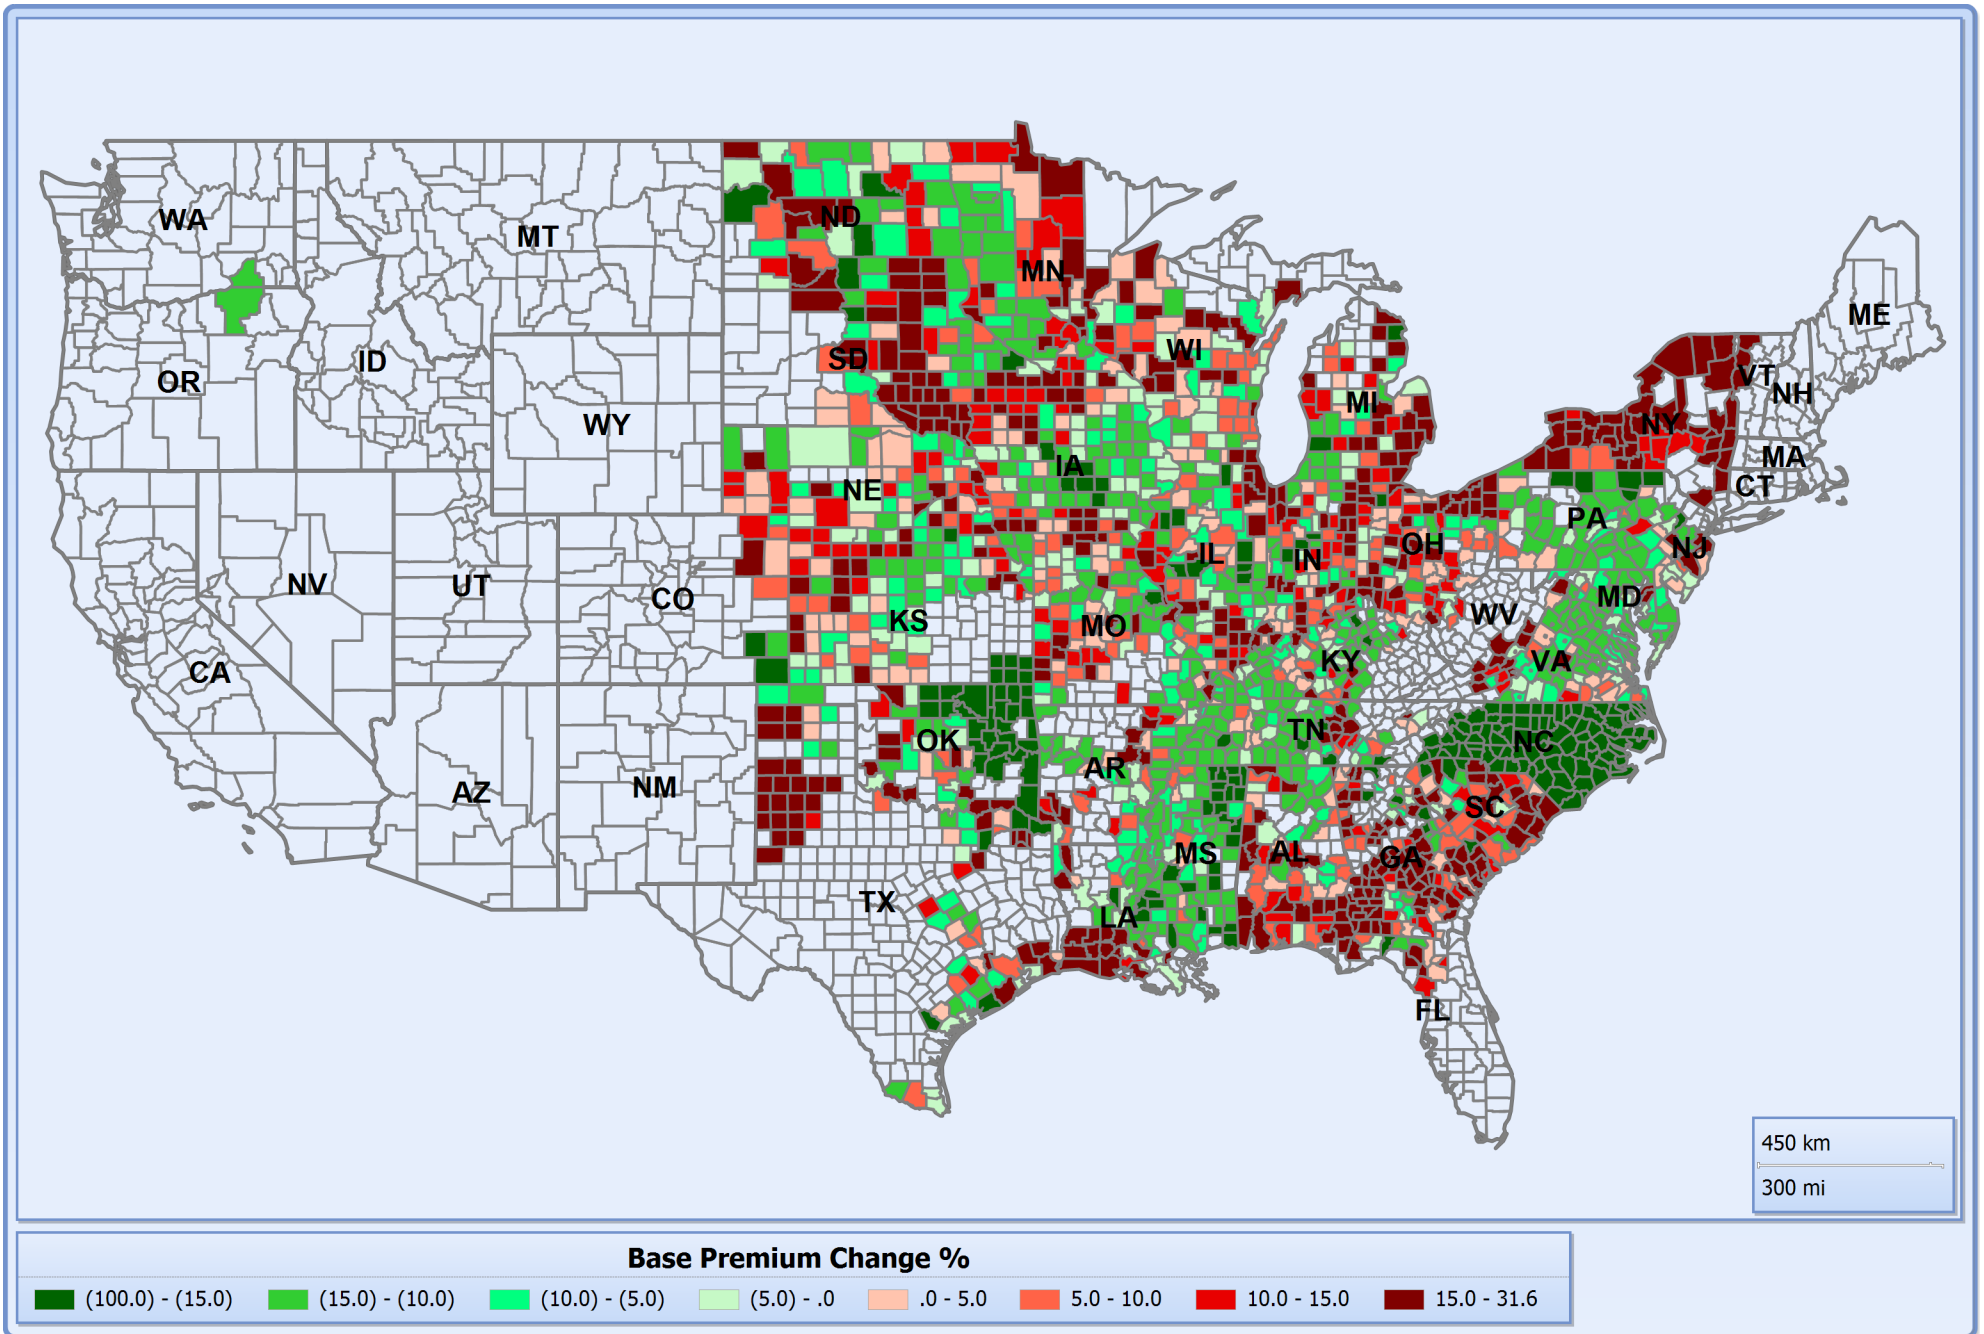 WA
MT
ND
MN
ME
OR
ID
SD
WI
VT
NH
WY
MI
NY
MA
IA
CT
NE
PA
NV
UT
CO
IL
IN
OH
NJ
MD
KS
MO
WV
CA
KY
VA
AZ
NM
OK
AR
TN
NC
SC
MS
AL
GA
TX
LA
FL
450 km
300 mi
Base Premium Change %
(100.0) - (15.0) (15.0) - (10.0) (10.0) - (5.0) (5.0) - .0 .0 - 5.0 5.0 - 10.0 10.0 - 15.0 15.0 - 31.6